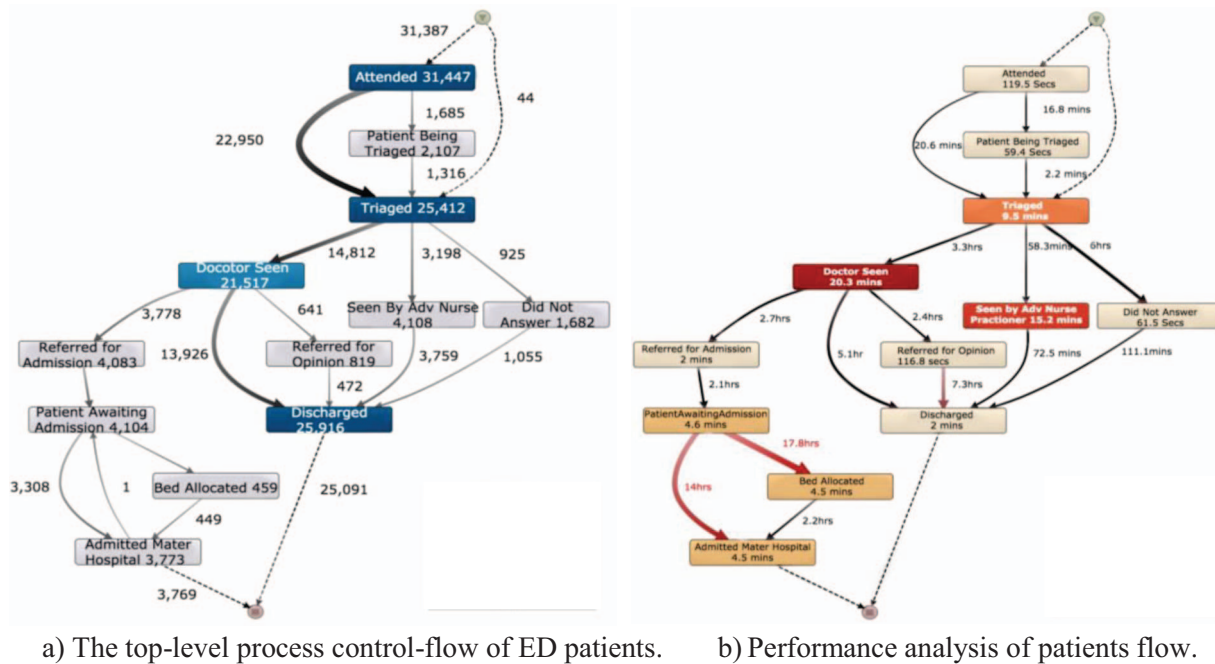 31,387
Attended 31,447
44
1,685
22,950
Patient Being
Triaged 2,107
1,316
Triaged 25,412
14,812
3,198
925
Docotor Seen
21,517
3,778
641
Seen By Adv Nurse
4,108
Did Not
Answer 1,682
Referred for
Admission 4,083
13,926
Referred for
Opinion 819
3,759
1,055
472
Patient Awaiting
Admission 4,104
Discharged
25,916
3,308
1
Bed Allocated 459
25,091
449
Admitted Mater
Hospital 3,773
3,769
a) The top-level process control-flow of ED patients.
Attended
119.5 Secs
16.8 mins
20.6 mins
Patient Being Triaged
59.4 Secs
2.2 mins
Triaged
9.5 mins
3.3hrs
58.3mins
6hrs
Doctor Seen
20.3 mins
Seen by Adv Nurse
Practioner 15.2 mins
Did Not Answer
61.5 Secs
2.7hrs
2.4hrs
Referred for Admission
2 mins
5.1hr
Referred for Opinion
116.8 secs
72.5 mins
111.1mins
2.1hrs
7.3hrs
PatientAwaitingAdmission
4.6 mins
Discharged
2 mins
17.8hrs
14hrs
Bed Allocated
4.5 mins
2.2hrs
Admitted Mater Hospital
4.5 mins
b) Performance analysis of patients flow.